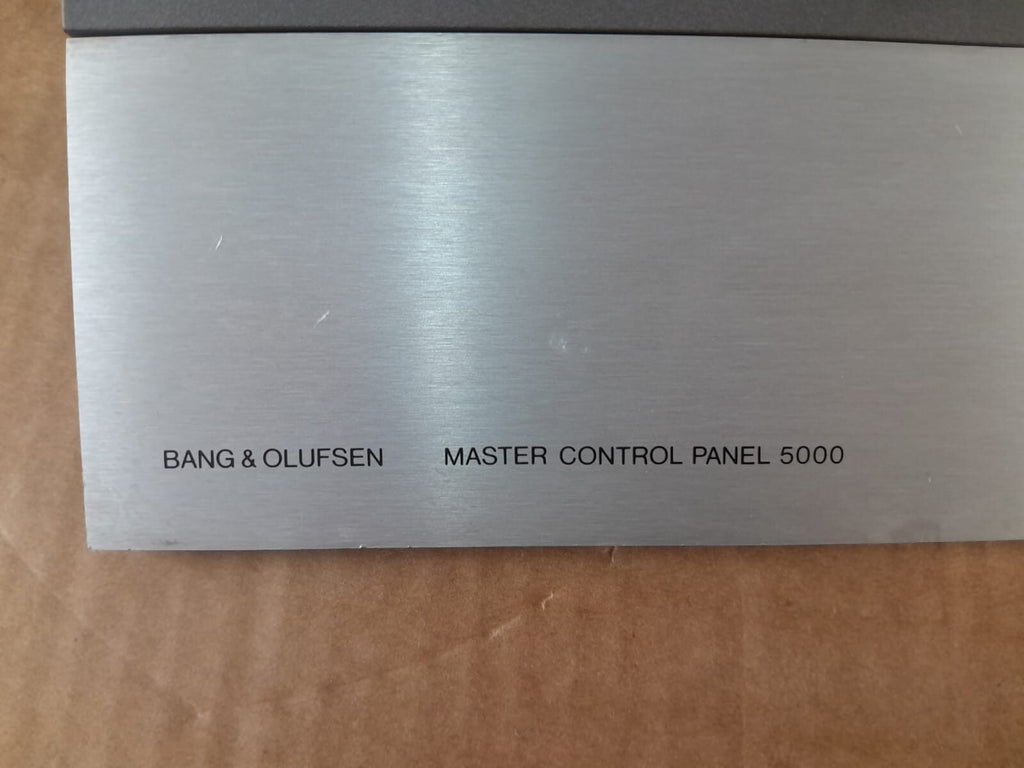 BANG & OLUFSEN MASTER CONTROL PANEL 5000